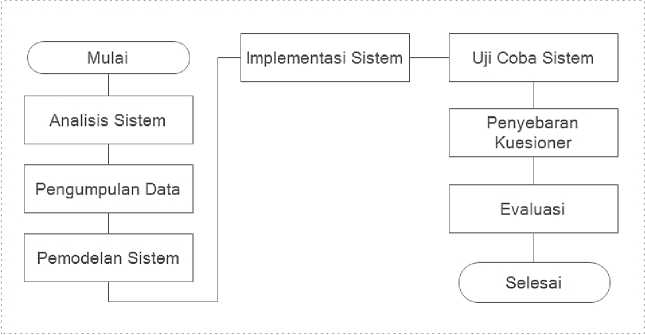 Mulai
Analisis Sistem
Pengumpulan Data
Pemodelan Sistem
Implementasi Sistem
Uji Coba Sistem
Penyebaran
Kuesioner
Evaluasi
Selesai